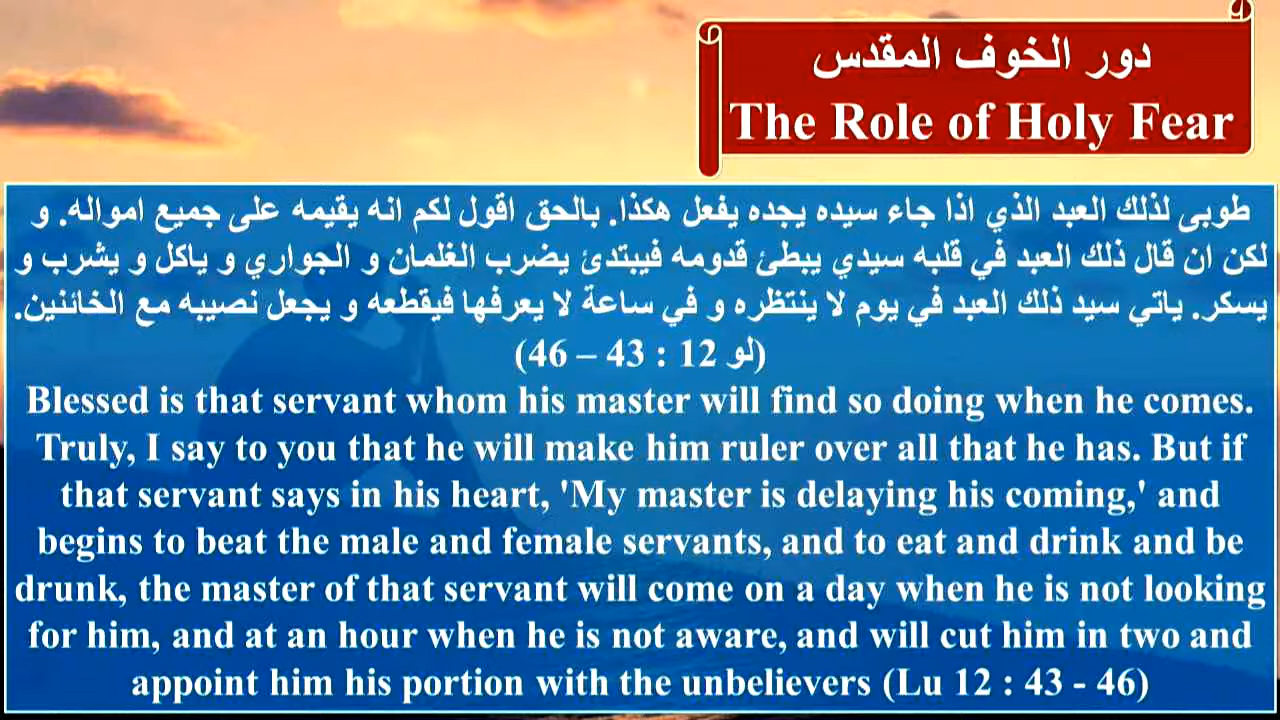 دور الخوف المقدس
The Role of Holy Fear
طوبى لذلك العبد الذي اذا جاء سيده يجده يفعل هكذا. بالحق اقول لكم انه يقيمه على جميع امواله. و
لكن ان قال ذلك العبد في قلبه سيدي يبطئ قدومه فيبتدئ يضرب الغلمان و الجواري و ياكل و يشرب و
يسكر. ياتي سيد ذلك العبد في يوم لا ينتظره و في ساعة لا يعرفها فيقطعه و يجعل نصيبه مع الخائنين.
(لو 12 : 43 – 46)
Blessed is that servant whom his master will find so doing when he comes.
Truly, I say to you that he will make him ruler over all that he has. But if
that servant says in his heart, 'My master is delaying his coming,' and
begins to beat the male and female servants, and to eat and drink and be
drunk, the master of that servant will come on a day when he is not looking
for him, and at an hour when he is not aware, and will cut him in two and
appoint him his portion with the unbelievers (Lu 12 : 43 - 46)